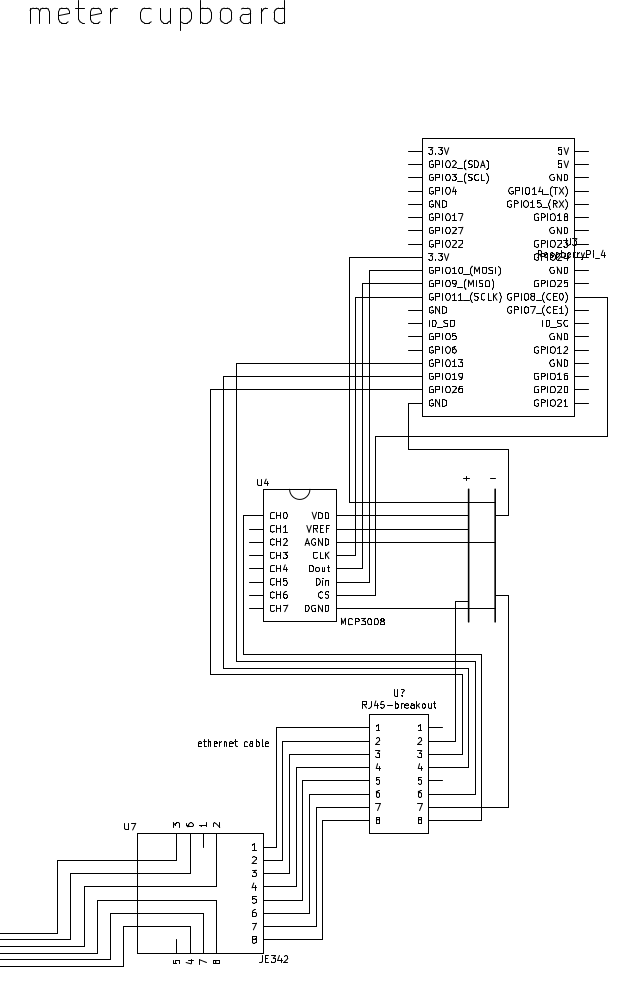 meter cupboard
3.3V 5V
GPIO2_(SDA) 5V
GPIO3_(SCL) GND
GPIO4 GPIO14_(TX)
GND GPIO15_(RX)
GPIO17 GPIO18
GPIO27 GND
GPIO22 GPIO23
U3
3.3V GPIO24
RaspberryPI_4
GPIO10_(MOSI) GND
GPIO9_(MISO) GPIO25
GPIO11_(SCLK) GPIO8_(CE0)
GND GPIO7_(CE1)
ID_SD ID_SC
GPIO5 GND
GPIO6 GPIO12
GPIO13 GND
GPIO19 GPIO16
GPIO26 GPIO20
GND GPIO21
+ -
U4
CH0 VDD
CH1 VREF
CH2 AGND
CH3 CLK
CH4 Dout
CH5 Din
CH6 CS
CH7 DGND
MCP3008
U?
RJ45-breakout
1 1
2 2
3 3
4 4
5 5
6 6
7 7
8 8
ethernet cable
U7
3 6 1 2
1
2
3
4
5
6
7
8
5 4 7 8
JE342